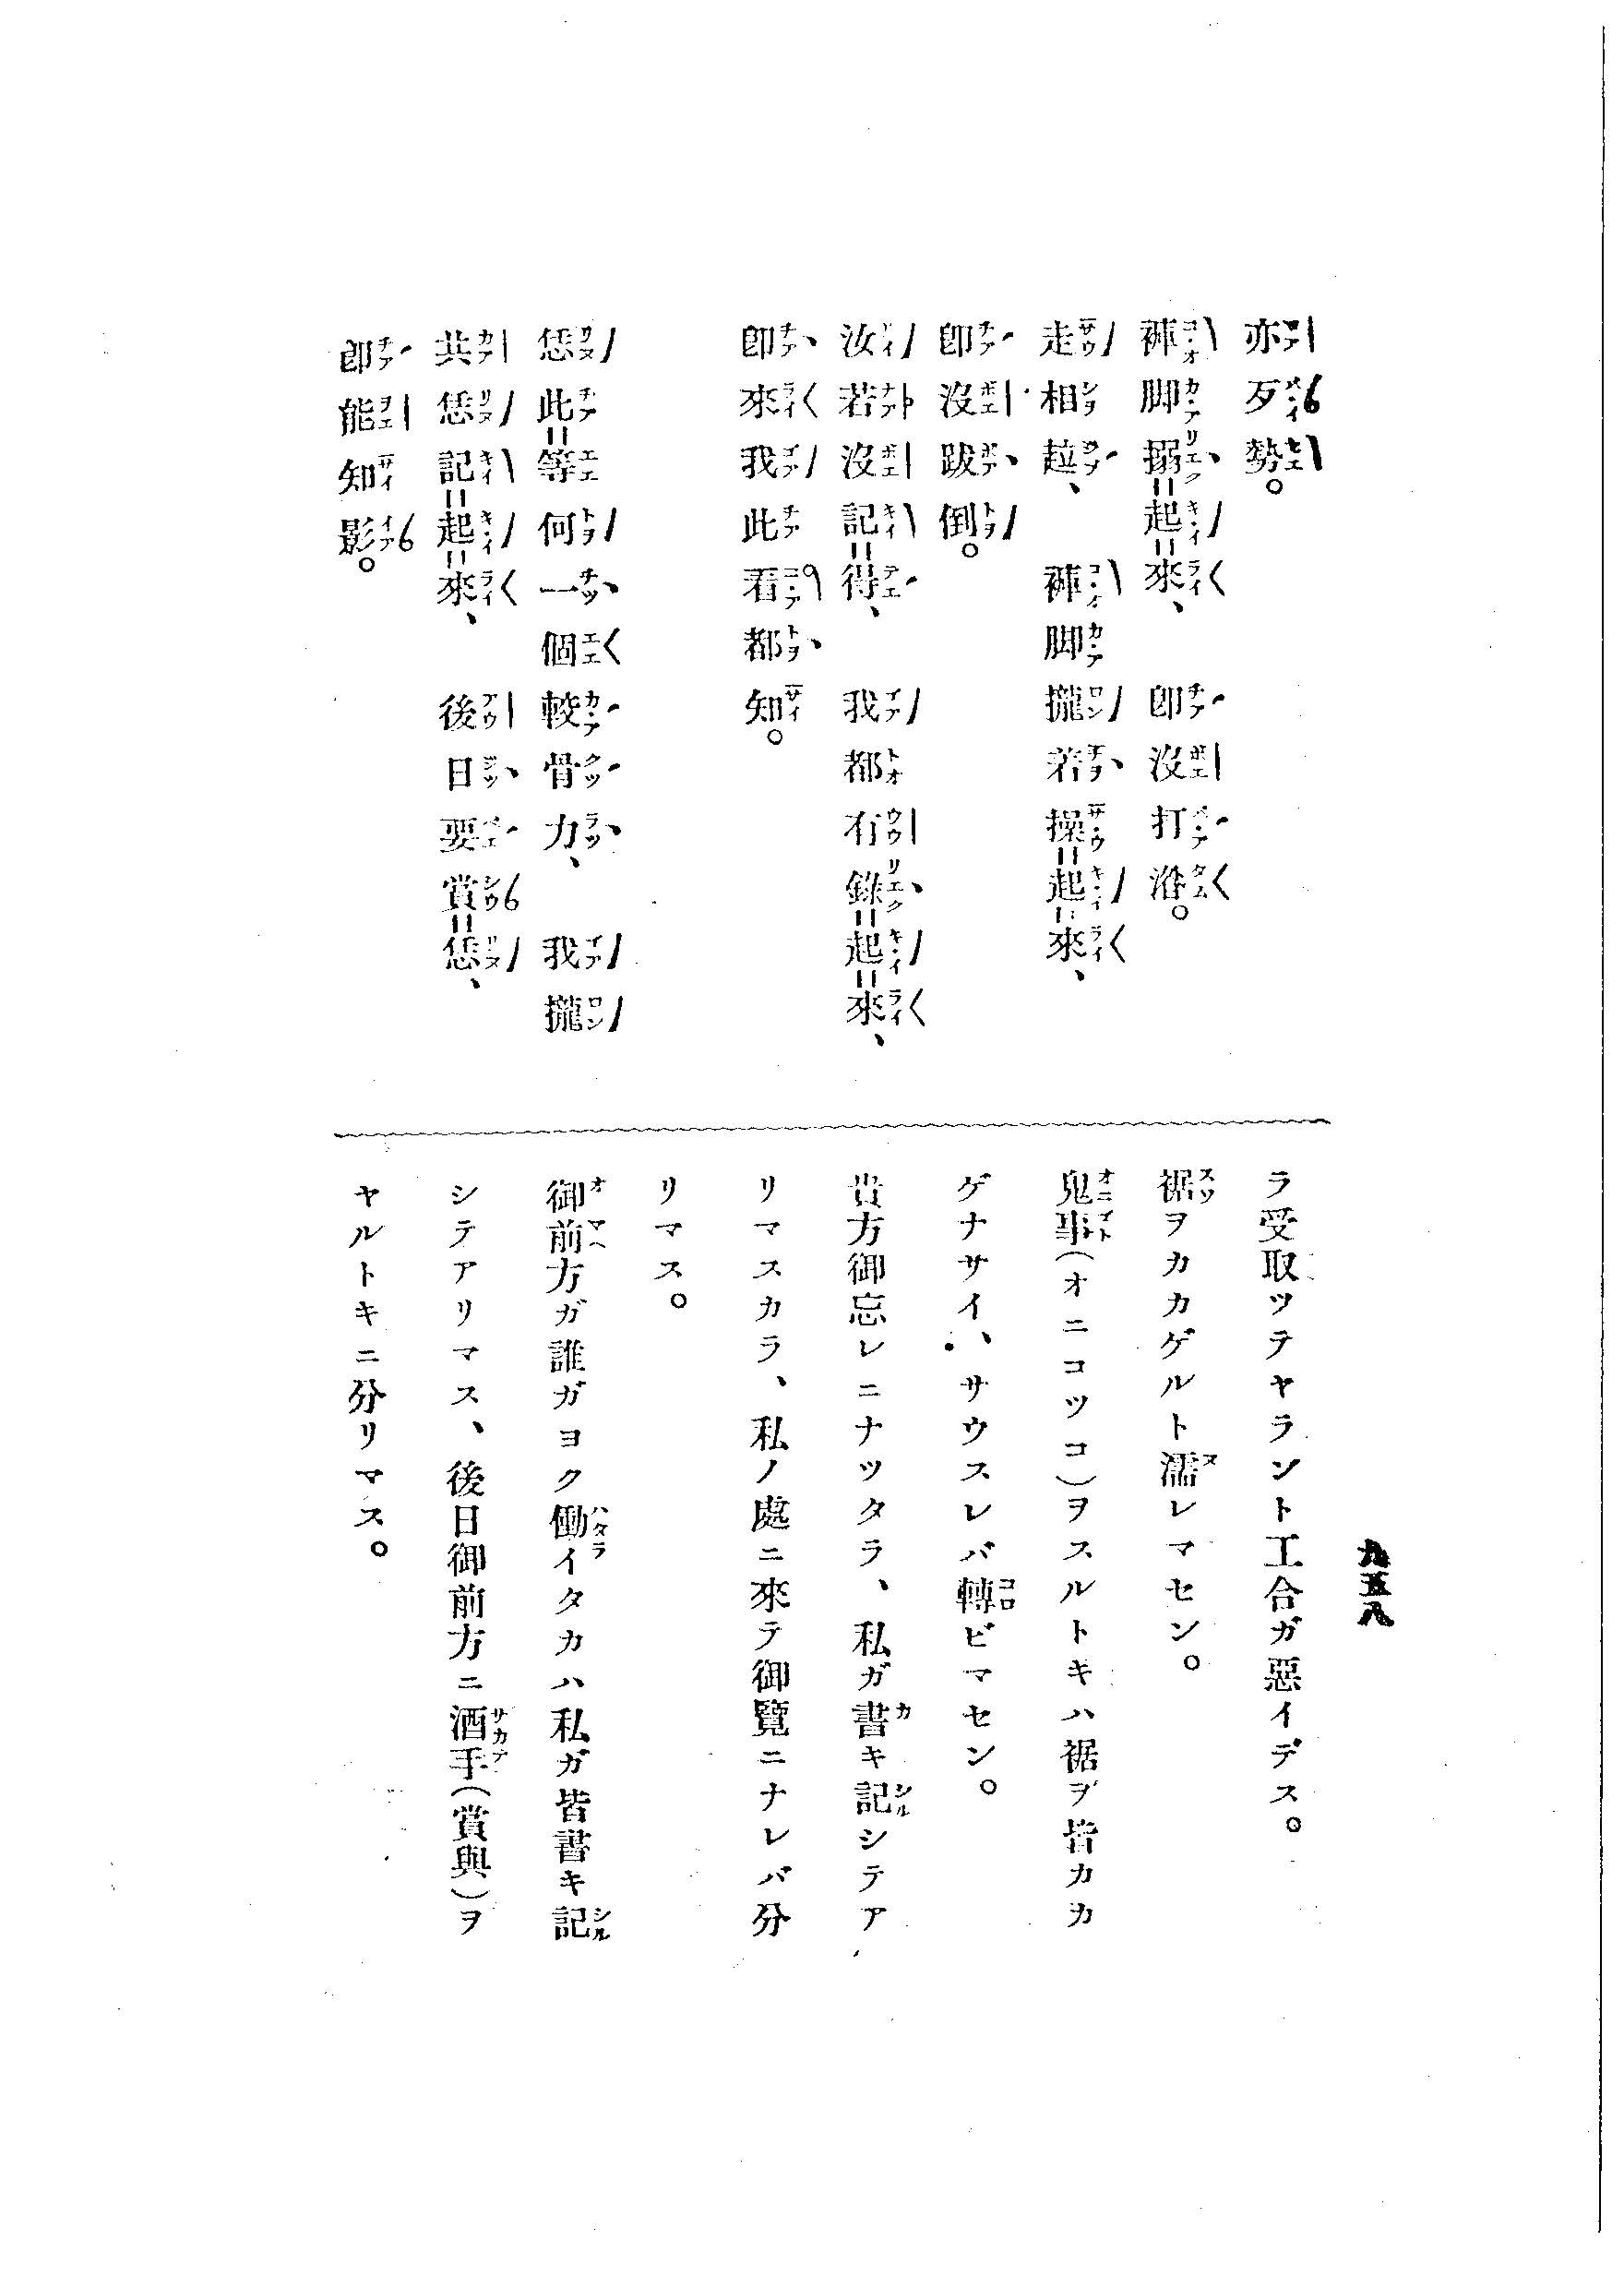 亦歹勢。
褲脚搦=起=來、即沒打澹。
走相趒、褲脚攏著操=起=來、
即沒跋倒。
汝若沒記=得、我都有錄=起=來、
即來我此看都知。
恁此=等何一個較骨力、我攏
共恁記=起=來、後日要賞=恁、
即能知影。
ラ受取ツテヤラント工合ガ惡イデス。
裾ヲカカゲルト濡レマセン。
鬼事(オニコツコ)ヲスルトキハ裾ヲ皆カカ
ゲナサイ、サウスレバ轉ビマセン。
貴方御忘レニナツタラ、私ガ書キ記シテア
リマスカラ、私ノ處ニ來テ御覽ニナレバ分
リマス。
御前方ガ誰ガヨク働イタカハ私ガ皆書キ記
シテアリマス、後日御前方ニ酒手(賞與)ヲ
ヤルトキニ分リマス。
九五八